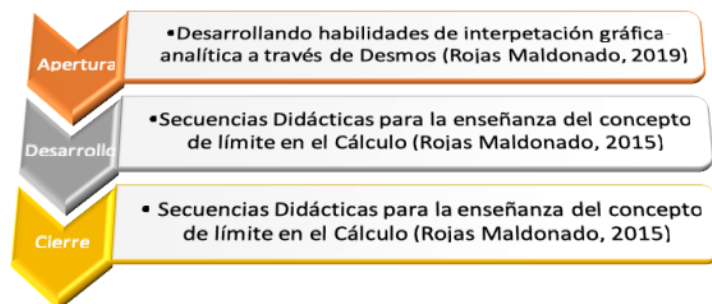 Apertura
•Desarrollando habilidades de interpetación gráfica-
analítica a través de Desmos (Rojas Maldonado, 2019)
Desarrollo
•Secuencias Didácticas para la enseñanza del concepto
de límite en el Cálculo (Rojas Maldonado, 2015)
Cierre
• Secuencias Didácticas para la enseñanza del concepto
de límite en el Cálculo (Rojas Maldonado, 2015)